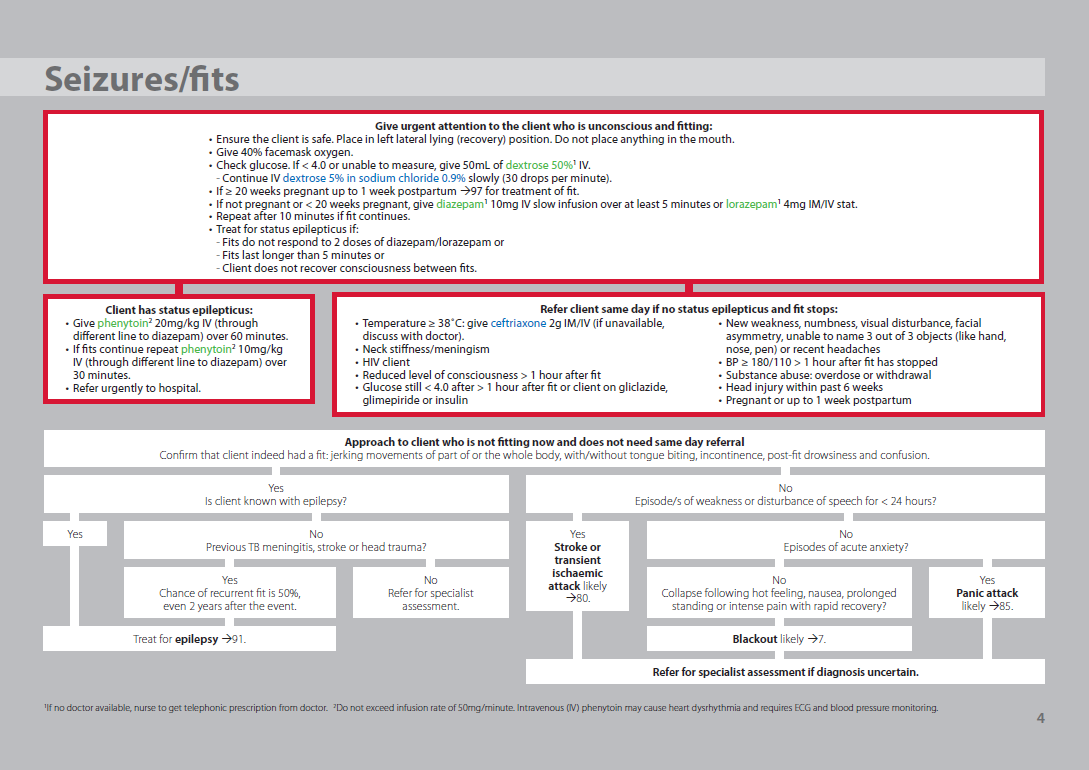 Seizures/fits
Give urgent attention to the client who is unconscious and fitting:
• Ensure the client is safe. Place in left lateral lying (recovery) position. Do not place anything in the mouth.
• Give 40% facemask oxygen.
• Check glucose. If < 4.0 or unable to measure, give 50mL of dextrose 50%¹ IV.
- Continue IV dextrose 5% in sodium chloride 0.9% slowly (30 drops per minute).
• If ≥ 20 weeks pregnant up to 1 week postpartum →97 for treatment of fit.
• If not pregnant or < 20 weeks pregnant, give diazepam¹ 10mg IV slow infusion over at least 5 minutes or lorazepam¹ 4mg IM/IV stat.
• Repeat after 10 minutes if fit continues.
• Treat for status epilepticus if:
- Fits do not respond to 2 doses of diazepam/lorazepam or
- Fits last longer than 5 minutes or
- Client does not recover consciousness between fits.
Client has status epilepticus:
• Give phenytoin² 20mg/kg IV (through
different line to diazepam) over 60 minutes.
• If fits continue repeat phenytoin² 10mg/kg
IV (through different line to diazepam) over
30 minutes.
• Refer urgently to hospital.
Refer client same day if no status epilepticus and fit stops:
• Temperature ≥ 38˚C: give ceftriaxone 2g IM/IV (if unavailable,
discuss with doctor).
• Neck stiffness/meningism
• HIV client
• Reduced level of consciousness > 1 hour after fit
• Glucose still < 4.0 after > 1 hour after fit or client on gliclazide,
glimepiride or insulin
• New weakness, numbness, visual disturbance, facial
asymmetry, unable to name 3 out of 3 objects (like hand,
nose, pen) or recent headaches
• BP ≥ 180/110 > 1 hour after fit has stopped
• Substance abuse: overdose or withdrawal
• Head injury within past 6 weeks
• Pregnant or up to 1 week postpartum
Approach to client who is not fitting now and does not need same day referral
Confirm that client indeed had a fit: jerking movements of part of or the whole body, with/without tongue biting, incontinence, post-fit drowsiness and confusion.
Yes
Is client known with epilepsy?
No
Episode/s of weakness or disturbance of speech for < 24 hours?
Yes
No
Previous TB meningitis, stroke or head trauma?
Yes
Chance of recurrent fit is 50%,
even 2 years after the event.
No
Refer for specialist
assessment.
Treat for epilepsy →91.
Yes
Stroke or
transient
ischaemic
attack likely
→80.
No
Episodes of acute anxiety?
No
Collapse following hot feeling, nausea, prolonged
standing or intense pain with rapid recovery?
Yes
Panic attack
likely →85.
Blackout likely →7.
Refer for specialist assessment if diagnosis uncertain.
¹If no doctor available, nurse to get telephonic prescription from doctor. ²Do not exceed infusion rate of 50mg/minute. Intravenous (IV) phenytoin may cause heart dysrhythmia and requires ECG and blood pressure monitoring.
4